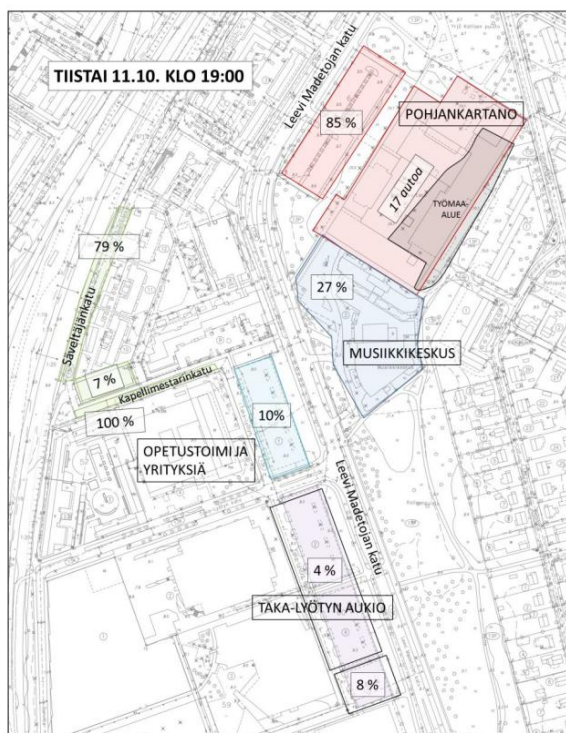 TIISTAI 11.10. KLO 19:00
Leevi Madetojan katu
85 %
POHJANKARTANO
17 autoa
TYÖMAA-
ALUE
79 %
Säveltäjänkatu
27 %
MUSIIKKIKESKUS
7 %
Kapellimestarinkatu
100 %
10%
OPETUSTOIMI JA
YRITYKSIÄ
Leevi Madetojan katu
4 %
TAKA-LYÖTYN AUKIO
8 %